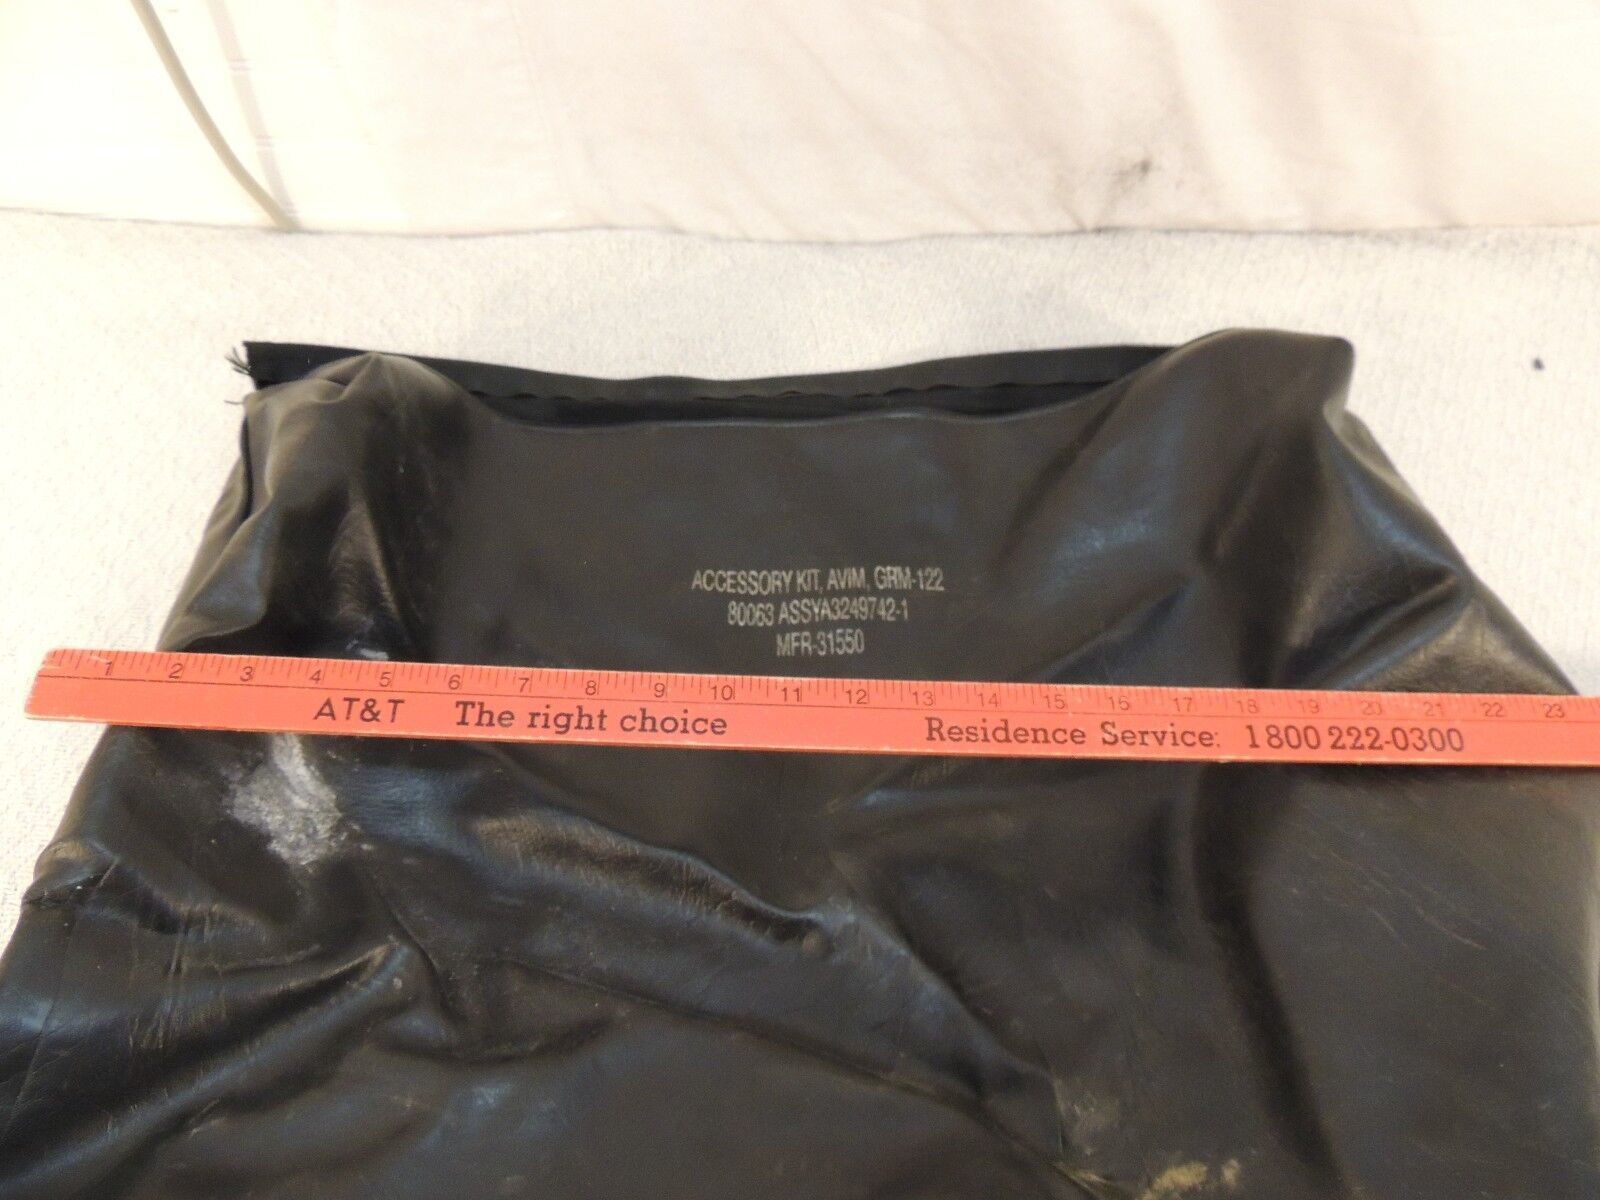 ACCESSORY KIT, AVIM, GRM-122
80063 ASSYA3249742-1
MFR-31550
1 2 3 4 5 6 7 8 9 10 11 12 13 14 15 16 17 18 19 20 21 22 23
AT&T The right choice Residence Service: 1 800 222-0300